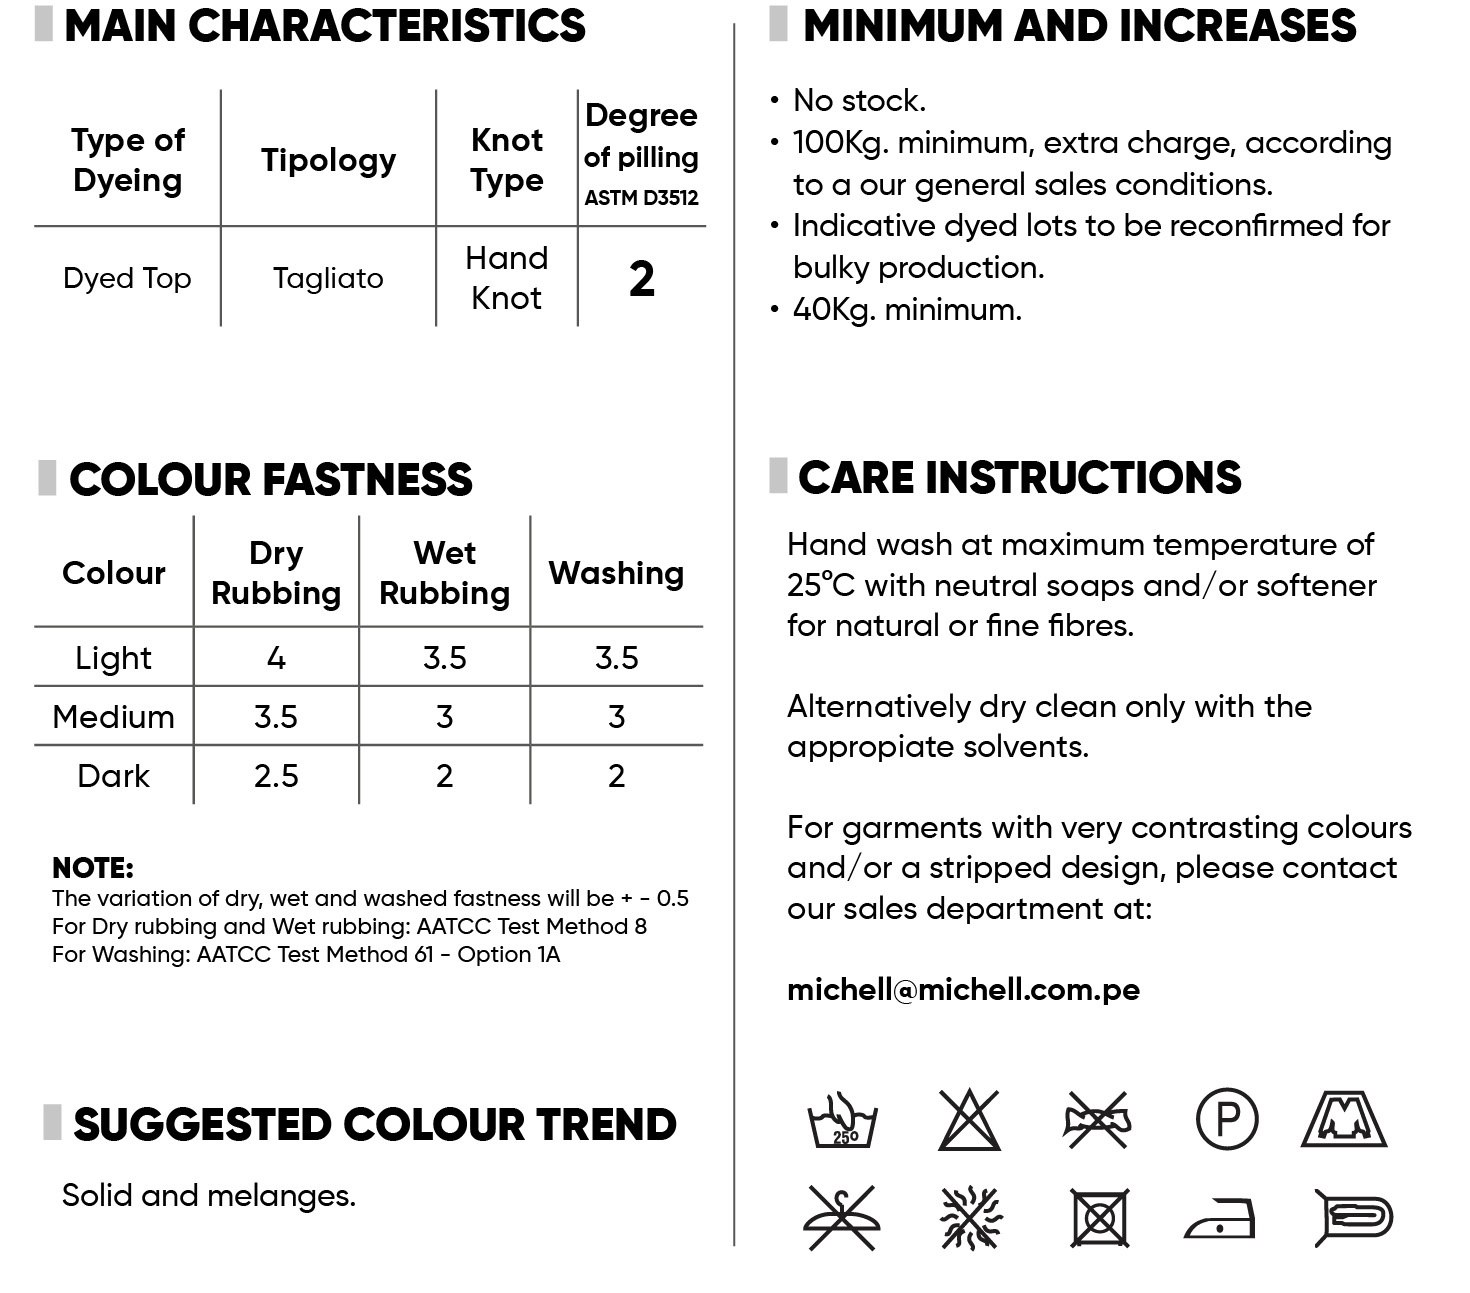 MAIN CHARACTERISTICS
Type of
Dyeing
Tipology
Knot
Type
Degree
of pilling
ASTM D3512
Dyed Top
Tagliato
Hand
Knot
2
COLOUR FASTNESS
Colour
Dry
Rubbing
Wet
Rubbing
Washing
Light 4 3.5 3.5
Medium 3.5 3 3
Dark 2.5 2 2
NOTE:
The variation of dry, wet and washed fastness will be + - 0.5
For Dry rubbing and Wet rubbing: AATCC Test Method 8
For Washing: AATCC Test Method 61 - Option 1A
SUGGESTED COLOUR TREND
Solid and melanges.
MINIMUM AND INCREASES
• No stock.
• 100Kg. minimum, extra charge, according
to a our general sales conditions.
• Indicative dyed lots to be reconfirmed for
bulky production.
• 40Kg. minimum.
CARE INSTRUCTIONS
Hand wash at maximum temperature of
25°C with neutral soaps and/or softener
for natural or fine fibres.
Alternatively dry clean only with the
appropiate solvents.
For garments with very contrasting colours
and/or a stripped design, please contact
our sales department at:
michell@michell.com.pe
25º
P